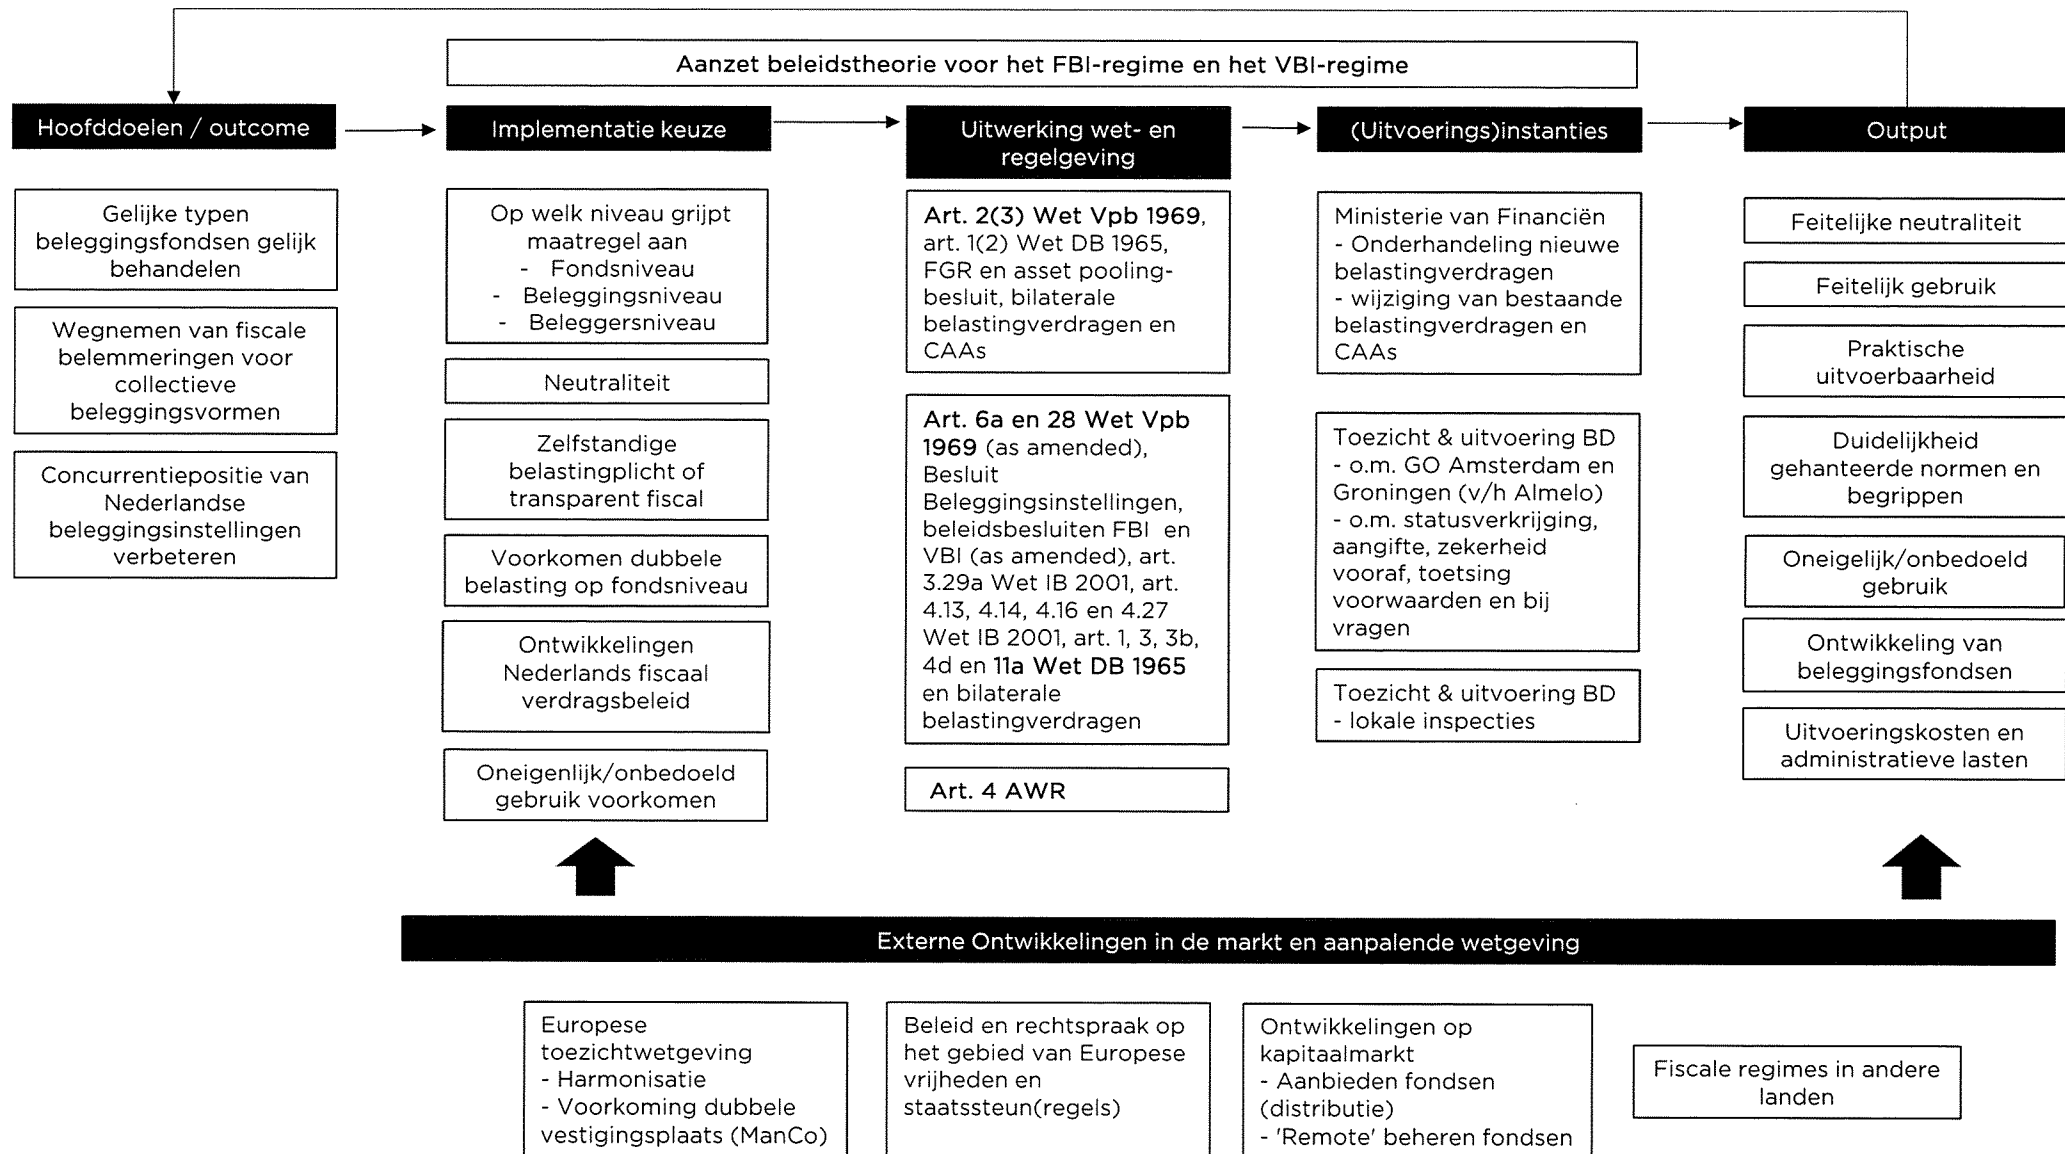 Aanzet beleidstheorie voor het FBI-regime en het VBI-regime
Hoofddoelen / outcome
Gelijke typen
beleggingsfondsen gelijk
behandelen
Wegnemen van fiscale
belemmeringen voor
collectieve
beleggingsvormen
Concurrentiepositie van
Nederlandse
beleggingsinstellingen
verbeteren
Implementatie keuze
Op welk niveau grijpt
maatregel aan
- Fondsniveau
- Beleggingsniveau
- Beleggersniveau
Neutraliteit
Zelfstandige
belastingplicht of
transparent fiscal
Voorkomen dubbele
belasting op fondsniveau
Ontwikkelingen
Nederlands fiscaal
verdragsbeleid
Oneigenlijk/onbedoeld
gebruik voorkomen
Uitwerking wet- en
regelgeving
Art. 2(3) Wet Vpb 1969,
art. 1(2) Wet DB 1965,
FGR en asset pooling-
besluit, bilaterale
belastingverdragen en
CAAs
Art. 6a en 28 Wet Vpb
1969 (as amended),
Besluit
Beleggingsinstellingen,
beleidsbesluiten FBI en
VBI (as amended), art.
3.29a Wet IB 2001, art.
4.13, 4.14, 4.16 en 4.27
Wet IB 2001, art. 1, 3, 3b,
4d en 11a Wet DB 1965
en bilaterale
belastingverdragen
Art. 4 AWR
(Uitvoerings)instanties
Ministerie van Financiën
- Onderhandeling nieuwe
belastingverdragen
- wijziging van bestaande
belastingverdragen en
CAAs
Toezicht & uitvoering BD
- o.m. GO Amsterdam en
Groningen (v/h Almelo)
- o.m. statusverkrijging,
aangifte, zekerheid
vooraf, toetsing
voorwaarden en bij
vragen
Toezicht & uitvoering BD
- lokale inspecties
Output
Feitelijke neutraliteit
Feitelijk gebruik
Praktische
uitvoerbaarheid
Duidelijkheid
gehanteerde normen en
begrippen
Oneigelijk/onbedoeld
gebruik
Ontwikkeling van
beleggingsfondsen
Uitvoeringskosten en
administratieve lasten
Externe Ontwikkelingen in de markt en aanpalende wetgeving
Europese
toezichtwetgeving
- Harmonisatie
- Voorkoming dubbele
vestigingsplaats (ManCo)
Beleid en rechtspraak op
het gebied van Europese
vrijheden en
staatssteun(regels)
Ontwikkelingen op
kapitaalmarkt
- Aanbieden fondsen
(distributie)
- 'Remote' beheren fondsen
Fiscale regimes in andere
landen